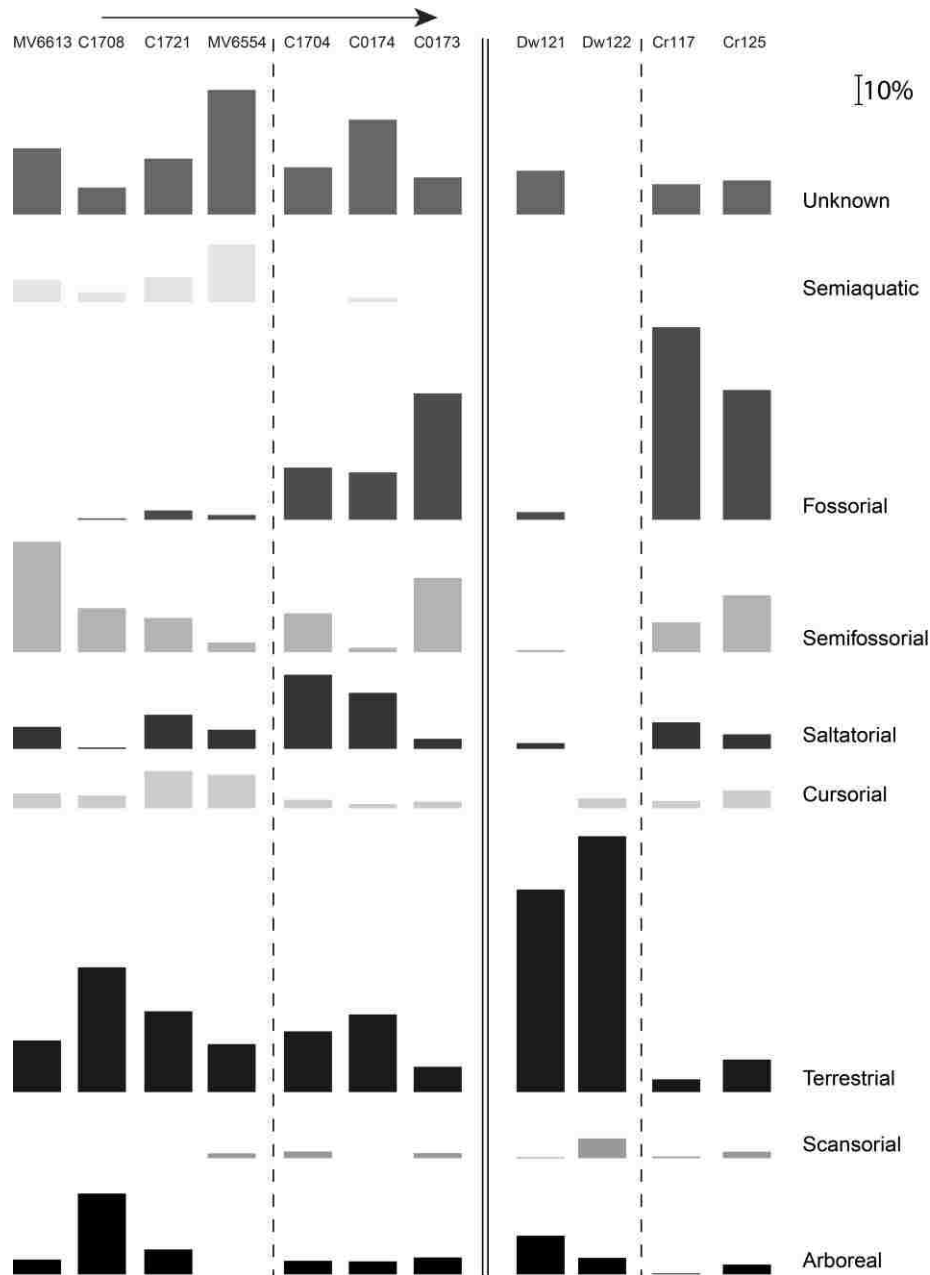 MV6613 C1708 C1721 MV6554 C1704 C0174 C0173 Dw121 Dw122 Cr117 Cr125
10%
Unknown
Semiaquatic
Fossorial
Semifossorial
Saltatorial
Cursorial
Terrestrial
Scansorial
Arboreal